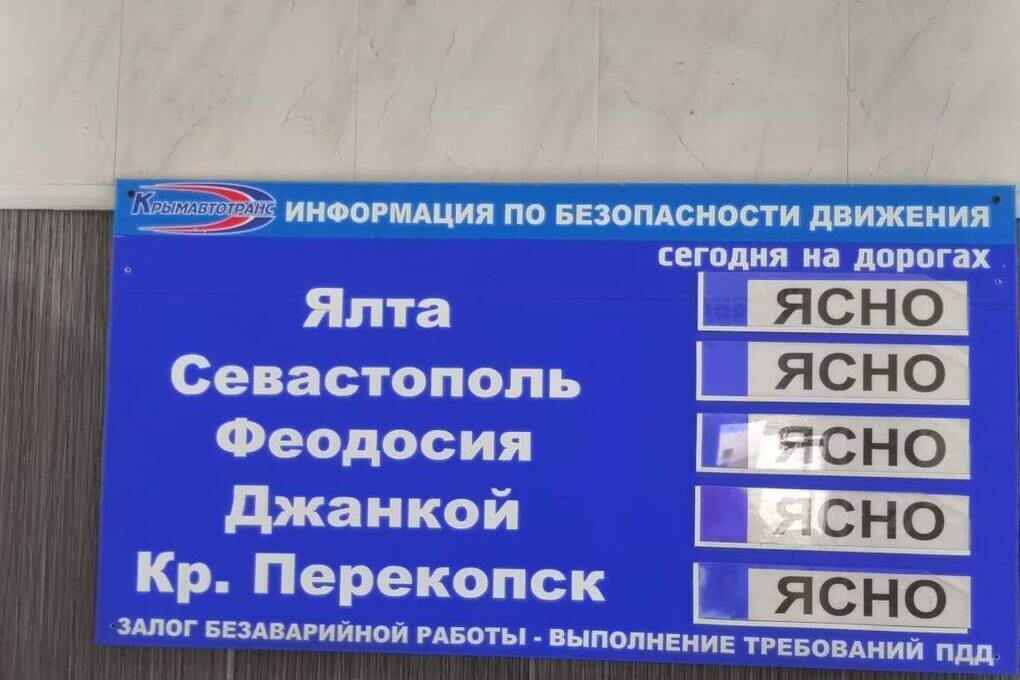 КРЫМАВТОТРАНС ИНФОРМАЦИЯ ПО БЕЗОПАСНОСТИ ДВИЖЕНИЯ
сегодня на дорогах
Ялта ЯСНО
Севастополь ЯСНО
Феодосия ЯСНО
Джанкой ЯСНО
Кр. Перекопск ЯСНО
ЗАЛОГ БЕЗАВАРИЙНОЙ РАБОТЫ - ВЫПОЛНЕНИЕ ТРЕБОВАНИЙ ПДД